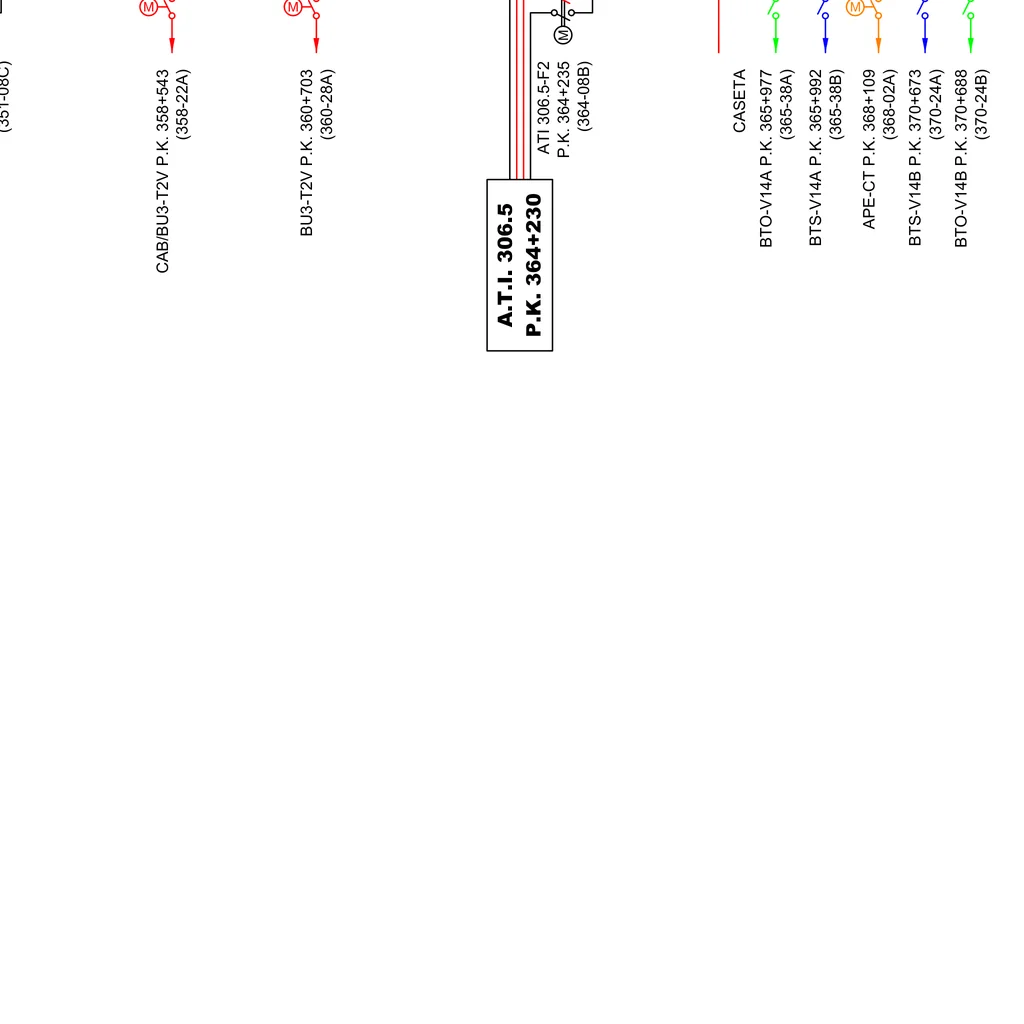 (351-08C)
M
CAB/BU3-T2V P.K. 358+543
(358-22A)
M
BU3-T2V P.K. 360+703
(360-28A)
A.T.I. 306.5
P.K. 364+230
M
ATI 306.5-F2
P.K. 364+235
(364-08B)
CASETA
BTO-V14A P.K. 365+977
(365-38A)
BTS-V14A P.K. 365+992
(365-38B)
M
APE-CT P.K. 368+109
(368-02A)
BTS-V14B P.K. 370+673
(370-24A)
BTO-V14B P.K. 370+688
(370-24B)